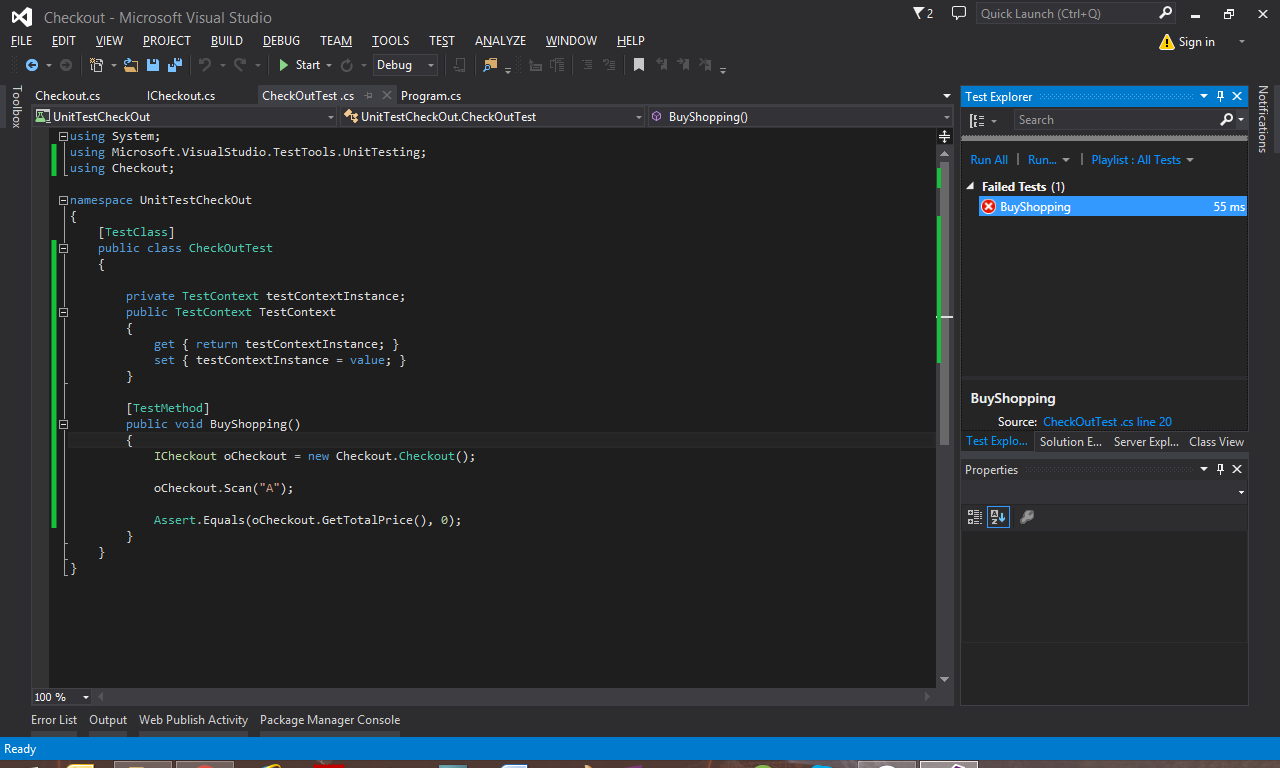 Checkout - Microsoft Visual Studio
2
Quick Launch (Ctrl+Q)
FILE EDIT VIEW PROJECT BUILD DEBUG TEAM TOOLS TEST ANALYZE WINDOW HELP
Sign in
Start
Debug
Toolbox
Checkout.cs ICheckout.cs CheckOutTest .cs Program.cs
UnitTestCheckOut UnitTestCheckOut.CheckOutTest BuyShopping()
using System;
using Microsoft.VisualStudio.TestTools.UnitTesting;
using Checkout;
namespace UnitTestCheckOut
{
[TestClass]
public class CheckOutTest
{
private TestContext testContextInstance;
public TestContext TestContext
{
get { return testContextInstance; }
set { testContextInstance = value; }
}
[TestMethod]
public void BuyShopping()
{
ICheckout oCheckout = new Checkout.Checkout();
oCheckout.Scan("A");
Assert.Equals(oCheckout.GetTotalPrice(), 0);
}
}
}
100 %
Test Explorer
Search
Run All | Run... | Playlist : All Tests
Failed Tests (1)
BuyShopping 55 ms
BuyShopping
Source: CheckOutTest .cs line 20
Test Explo... Solution E... Server Expl... Class View
Properties
Notifications
Error List Output Web Publish Activity Package Manager Console
Ready